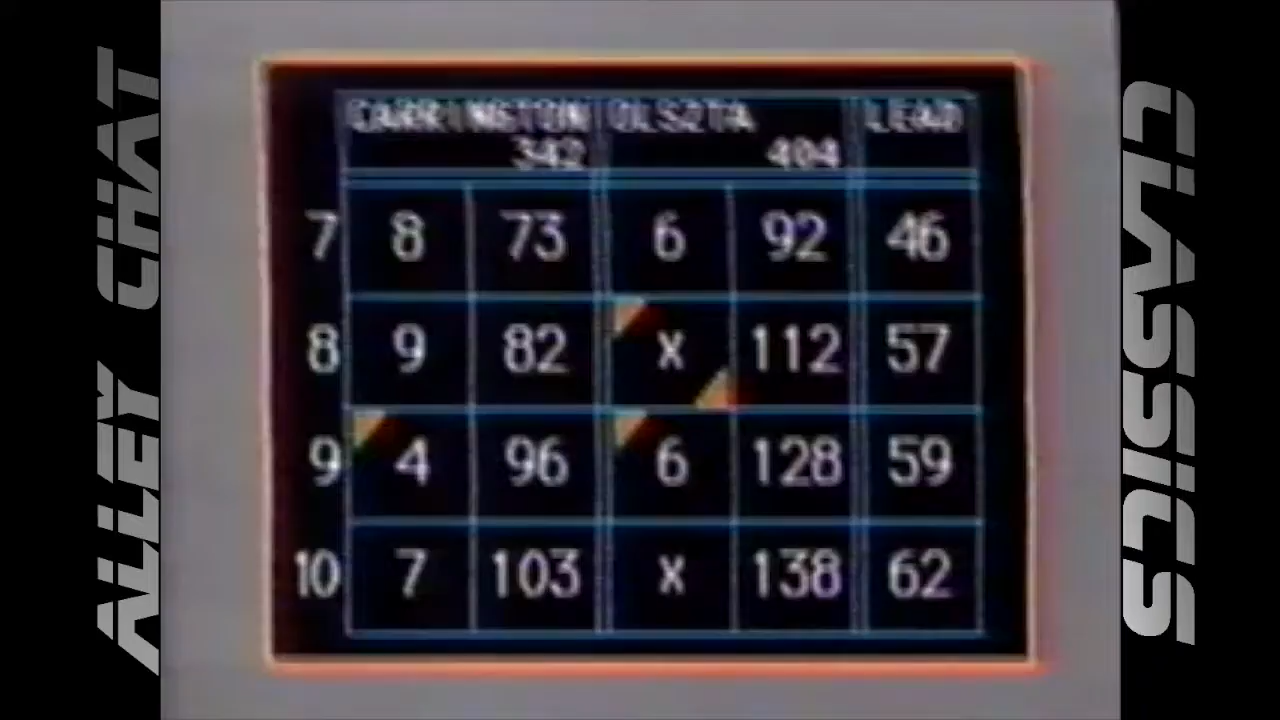 ALLEY CHAT
CARRINGTON OLSZTA LEAD
342 404
7 8 73 6 92 46
8 9 82 X 112 57
9 4 96 6 128 59
10 7 103 X 138 62
CLASSICS